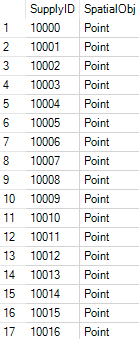 SupplyID SpatialObj
1 10000 Point
2 10001 Point
3 10002 Point
4 10003 Point
5 10004 Point
6 10005 Point
7 10006 Point
8 10007 Point
9 10008 Point
10 10009 Point
11 10010 Point
12 10011 Point
13 10012 Point
14 10013 Point
15 10014 Point
16 10015 Point
17 10016 Point